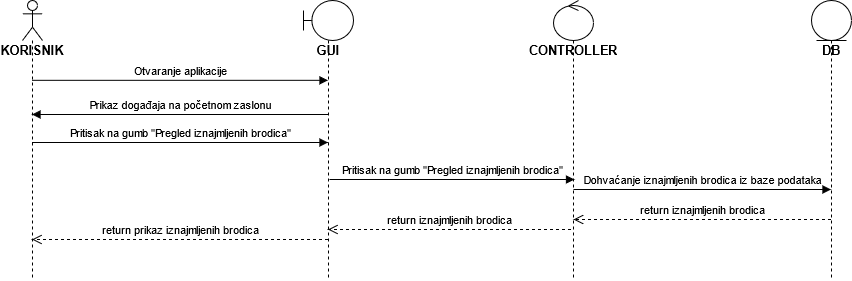 KORISNIK
GUI
CONTROLLER
DB
Otvaranje aplikacije
Prikaz događaja na početnom zaslonu
Pritisak na gumb "Pregled iznajmljenih brodica"
Pritisak na gumb "Pregled iznajmljenih brodica"
Dohvaćanje iznajmljenih brodica iz baze podataka
return iznajmljenih brodica
return iznajmljenih brodica
return prikaz iznajmljenih brodica